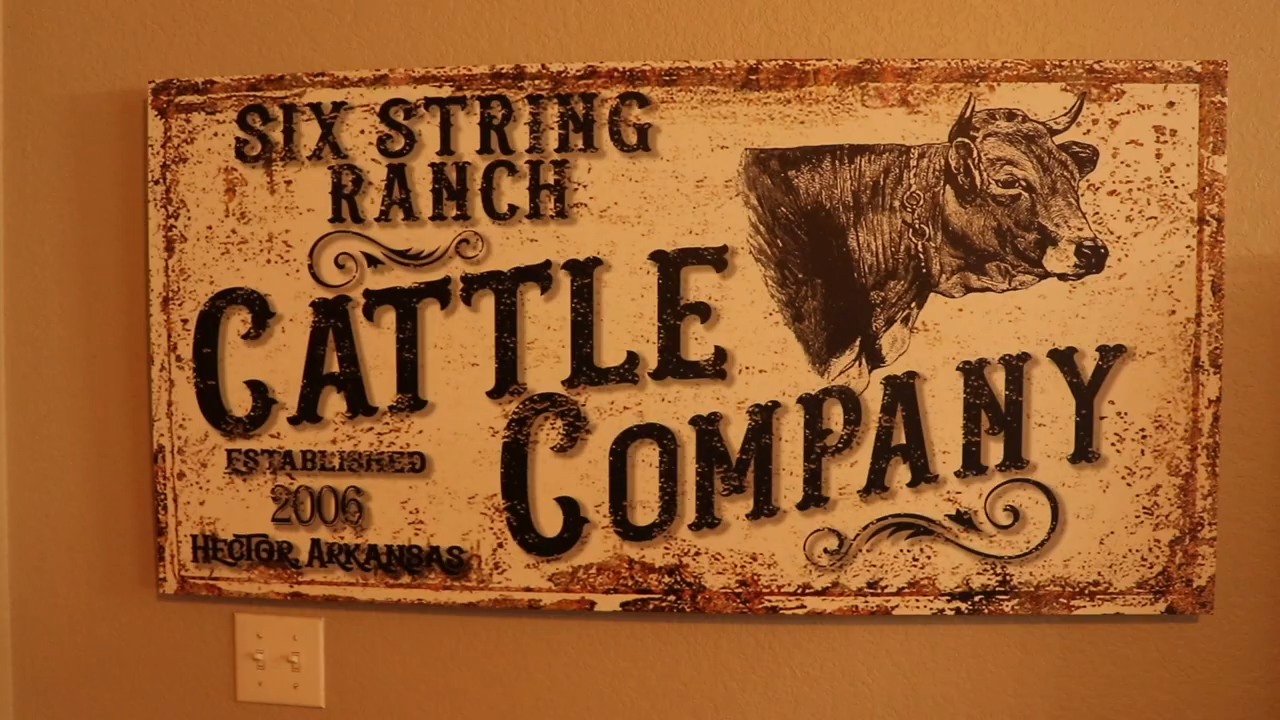 SIX STRING
RANCH
CATTLE
COMPANY
ESTABLISHED
2006
HECTOR, ARKANSAS